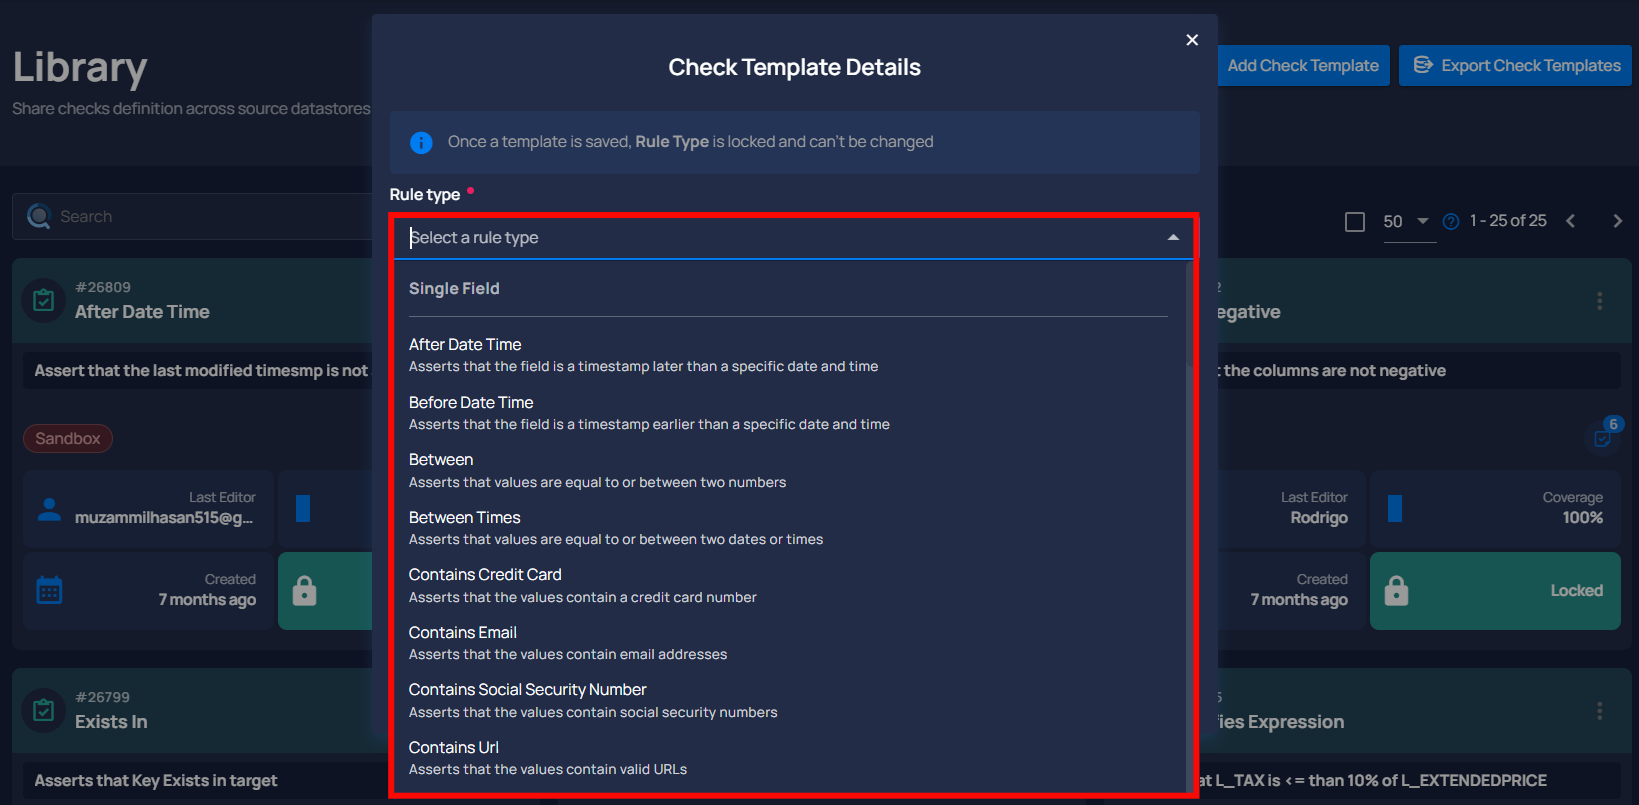 Library
Share checks definition across source datastores
Add Check Template
Export Check Templates
Search
50
1 - 25 of 25
Check Template Details
Once a template is saved, Rule Type is locked and can't be changed
Rule type
Select a rule type
Single Field
After Date Time
Asserts that the field is a timestamp later than a specific date and time
Before Date Time
Asserts that the field is a timestamp earlier than a specific date and time
Between
Asserts that values are equal to or between two numbers
Between Times
Asserts that values are equal to or between two dates or times
Contains Credit Card
Asserts that the values contain a credit card number
Contains Email
Asserts that the values contain email addresses
Contains Social Security Number
Asserts that the values contain social security numbers
Contains Url
Asserts that the values contain valid URLs
#26809
After Date Time
Assert that the last modified timesmp is not
Sandbox
Last Editor
muzammilhasan515@g...
Created
7 months ago
#26799
Exists In
Asserts that Key Exists in target
2
egative
t the columns are not negative
6
Last Editor
Rodrigo
Coverage
100%
Created
7 months ago
Locked
5
ies Expression
at L_TAX is <= than 10% of L_EXTENDEDPRICE